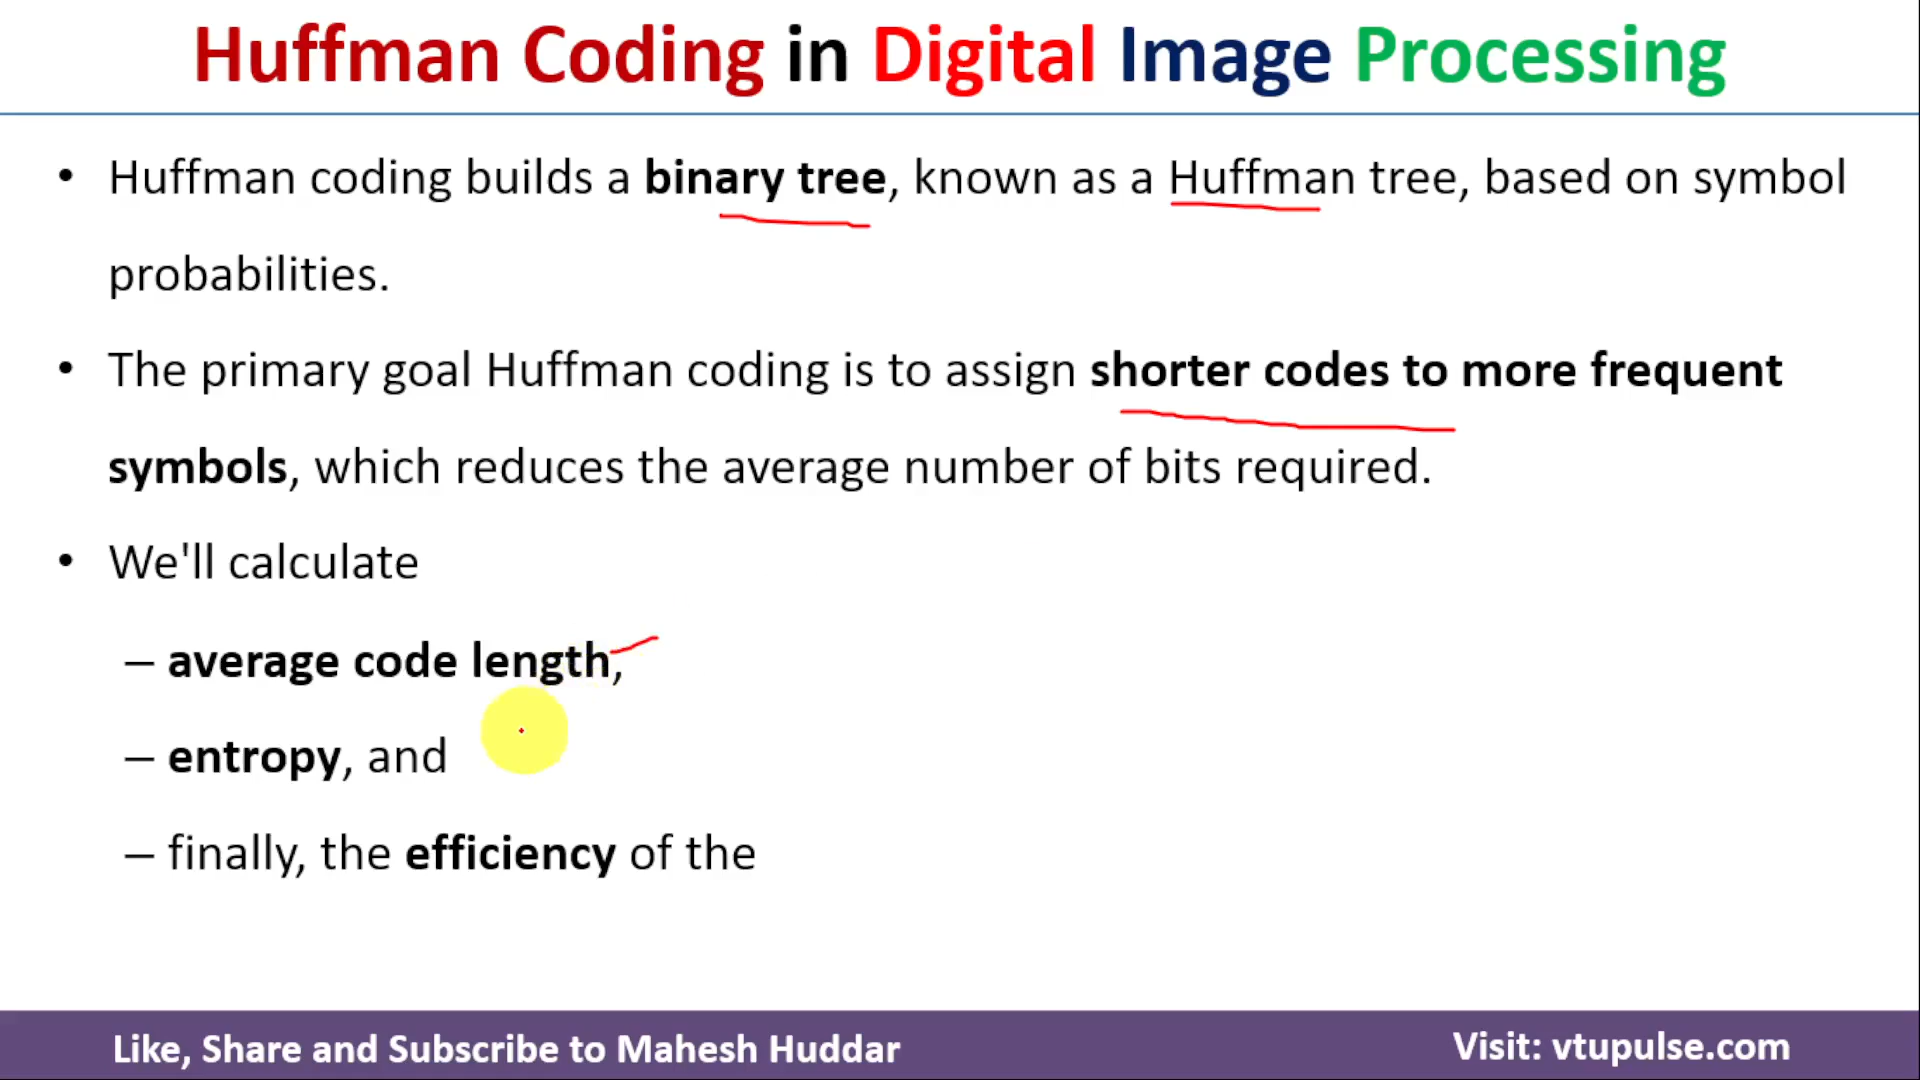 Huffman Coding in Digital Image Processing
• Huffman coding builds a binary tree, known as a Huffman tree, based on symbol
probabilities.
• The primary goal Huffman coding is to assign shorter codes to more frequent
symbols, which reduces the average number of bits required.
• We'll calculate
– average code length,
– entropy, and
– finally, the efficiency of the
Like, Share and Subscribe to Mahesh Huddar
Visit: vtupulse.com